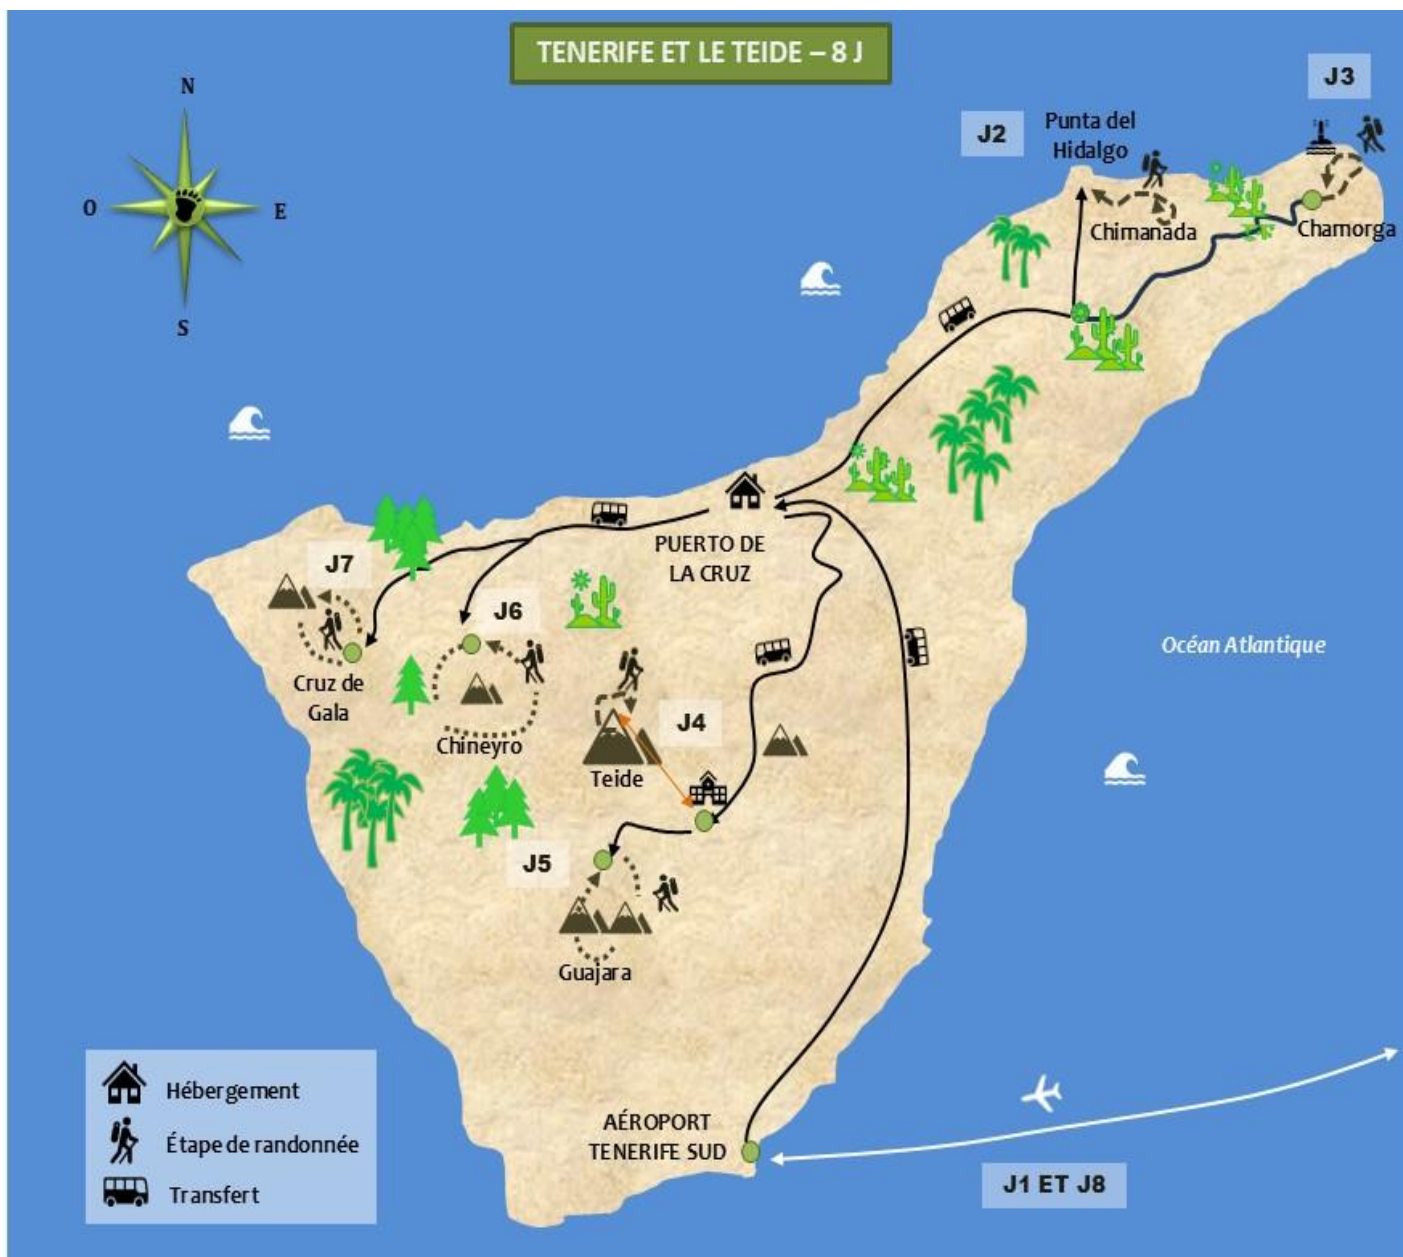 TENERIFE ET LE TEIDE – 8 J
N
O
E
S
J3
J2
Punta del
Hidalgo
Chimanada
Chamorga
PUERTO DE
LA CRUZ
J7
J6
Cruz de
Gala
Chineyro
J4
Teide
Océan Atlantique
J5
Guajara
Hébergement
Étape de randonnée
Transfert
AÉROPORT
TENERIFE SUD
J1 ET J8